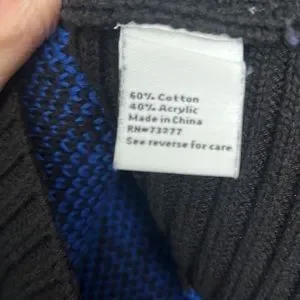 60% Cotton
40% Acrylic
Made in China
RN#73277
See reverse for care